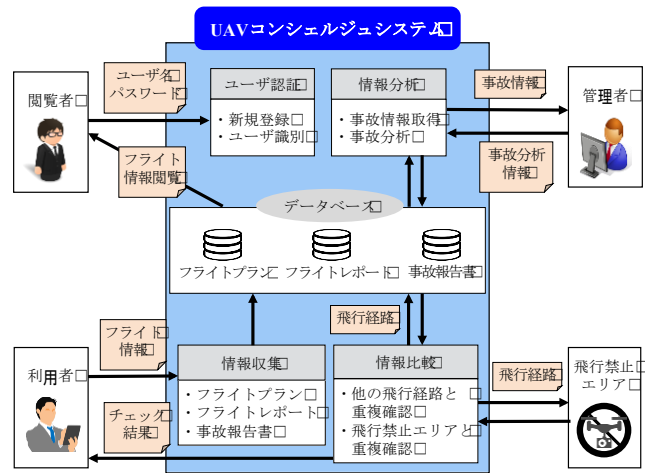 UAVコンシェルジュシステム
ユーザ名
パスワード
ユーザ認証
情報分析
事故情報
閲覧者
管理者
・新規登録
・ユーザ識別
・事故情報取得
・事故分析
フライト
情報閲覧
事故分析
情報
データベース
フライトプラン
フライトレポート
事故報告書
飛行経路
フライト
情報
情報収集
情報比較
飛行経路
飛行禁止
エリア
利用者
・フライトプラン
・フライトレポート
・事故報告書
・他の飛行経路と
重複確認
・飛行禁止エリアと
重複確認
チェック
結果